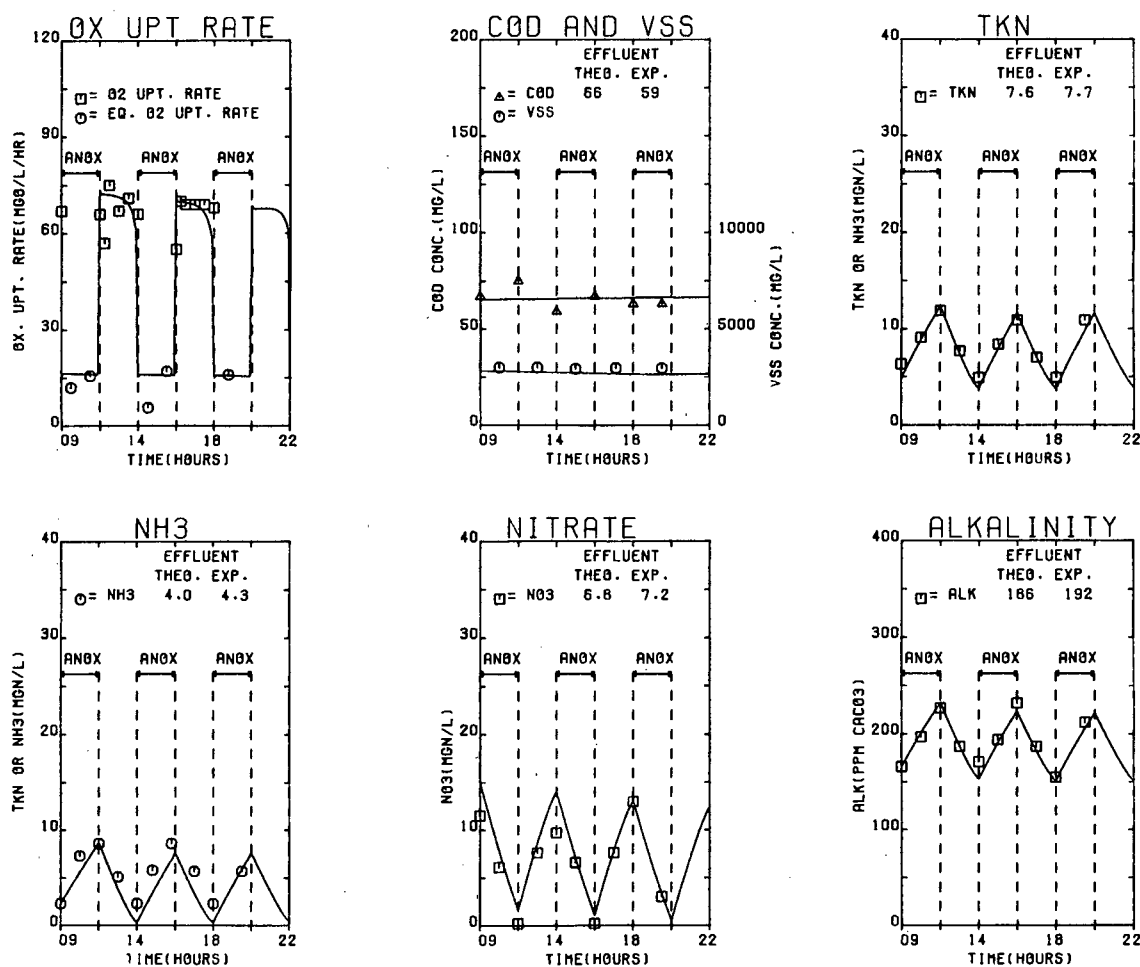 OX UPT RATE
120
90
60
30
0
OX. UPT. RATE(MGO/L/HR)
= O2 UPT. RATE
= EQ. O2 UPT. RATE
ANOX ANOX ANOX
09 14 18 22
TIME(HOURS)
COD AND VSS
200
150
100
50
0
COD CONC.(MG/L)
EFFLUENT
THEO. EXP.
= COD 66 59
= VSS
ANOX ANOX ANOX
10000
5000
0
VSS CONC.(MG/L)
09 14 18 22
TIME(HOURS)
TKN
40
30
20
10
0
TKN OR NH3(MGN/L)
EFFLUENT
THEO. EXP.
= TKN 7.6 7.7
ANOX ANOX ANOX
09 14 18 22
TIME(HOURS)
NH3
40
30
20
10
0
TKN OR NH3(MGN/L)
EFFLUENT
THEO. EXP.
= NH3 4.0 4.3
ANOX ANOX ANOX
09 14 18 22
TIME(HOURS)
NITRATE
40
30
20
10
0
NO3(MGN/L)
EFFLUENT
THEO. EXP.
= NO3 6.8 7.2
ANOX ANOX ANOX
09 14 18 22
TIME(HOURS)
ALKALINITY
400
300
200
100
0
ALK(PPM CACO3)
EFFLUENT
THEO. EXP.
= ALK 186 192
ANOX ANOX ANOX
09 14 18 22
TIME(HOURS)